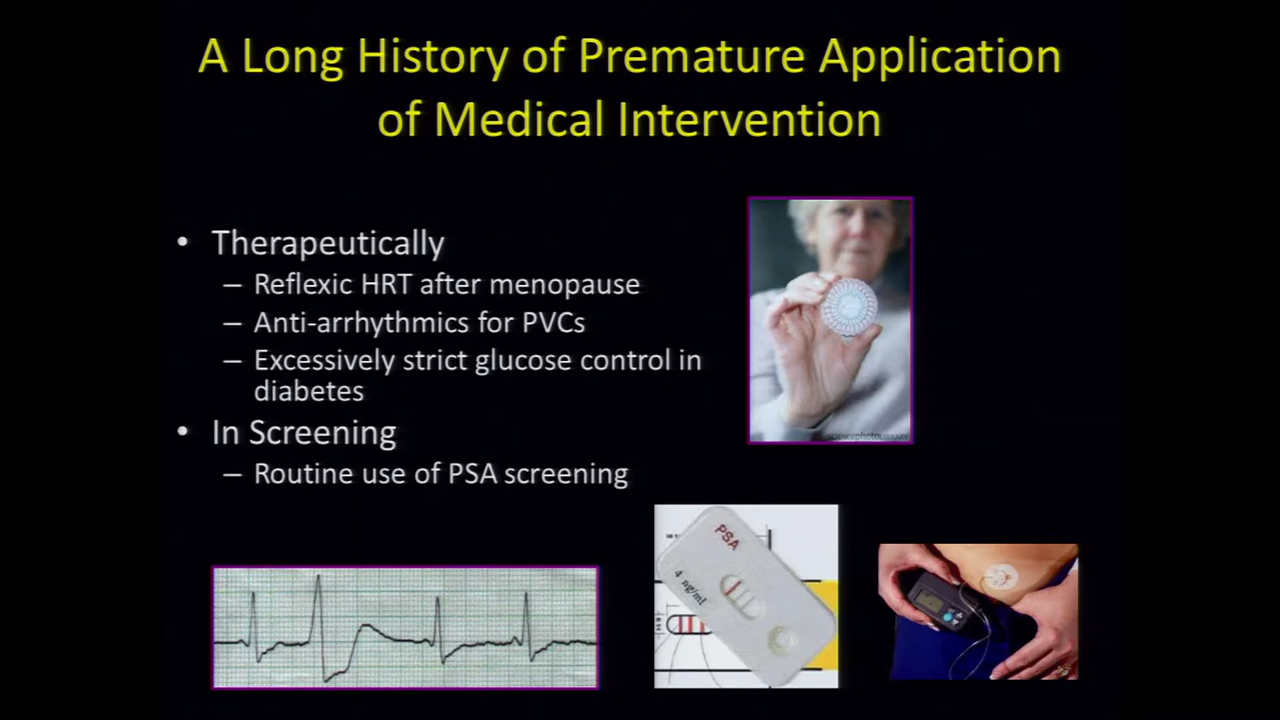 A Long History of Premature Application
of Medical Intervention
• Therapeutically
– Reflexic HRT after menopause
– Anti-arrhythmics for PVCs
– Excessively strict glucose control in
diabetes
• In Screening
– Routine use of PSA screening
PSA
4 ng/ml